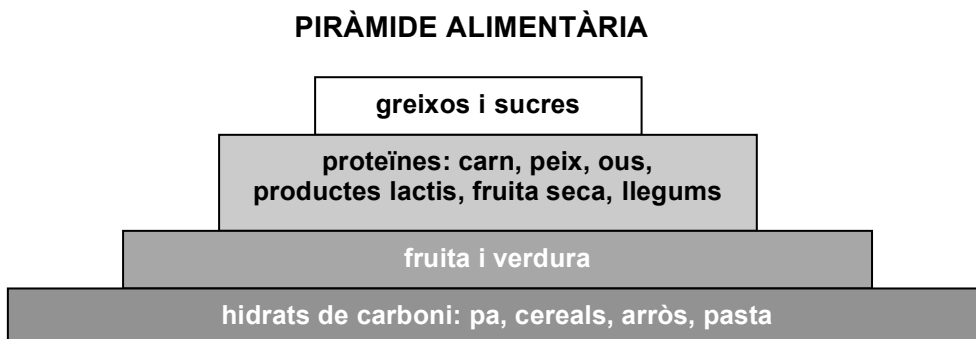 PIRÀMIDE ALIMENTÀRIA
greixos i sucres
proteïnes: carn, peix, ous,
productes lactis, fruita seca, llegums
fruita i verdura
hidrats de carboni: pa, cereals, arròs, pasta